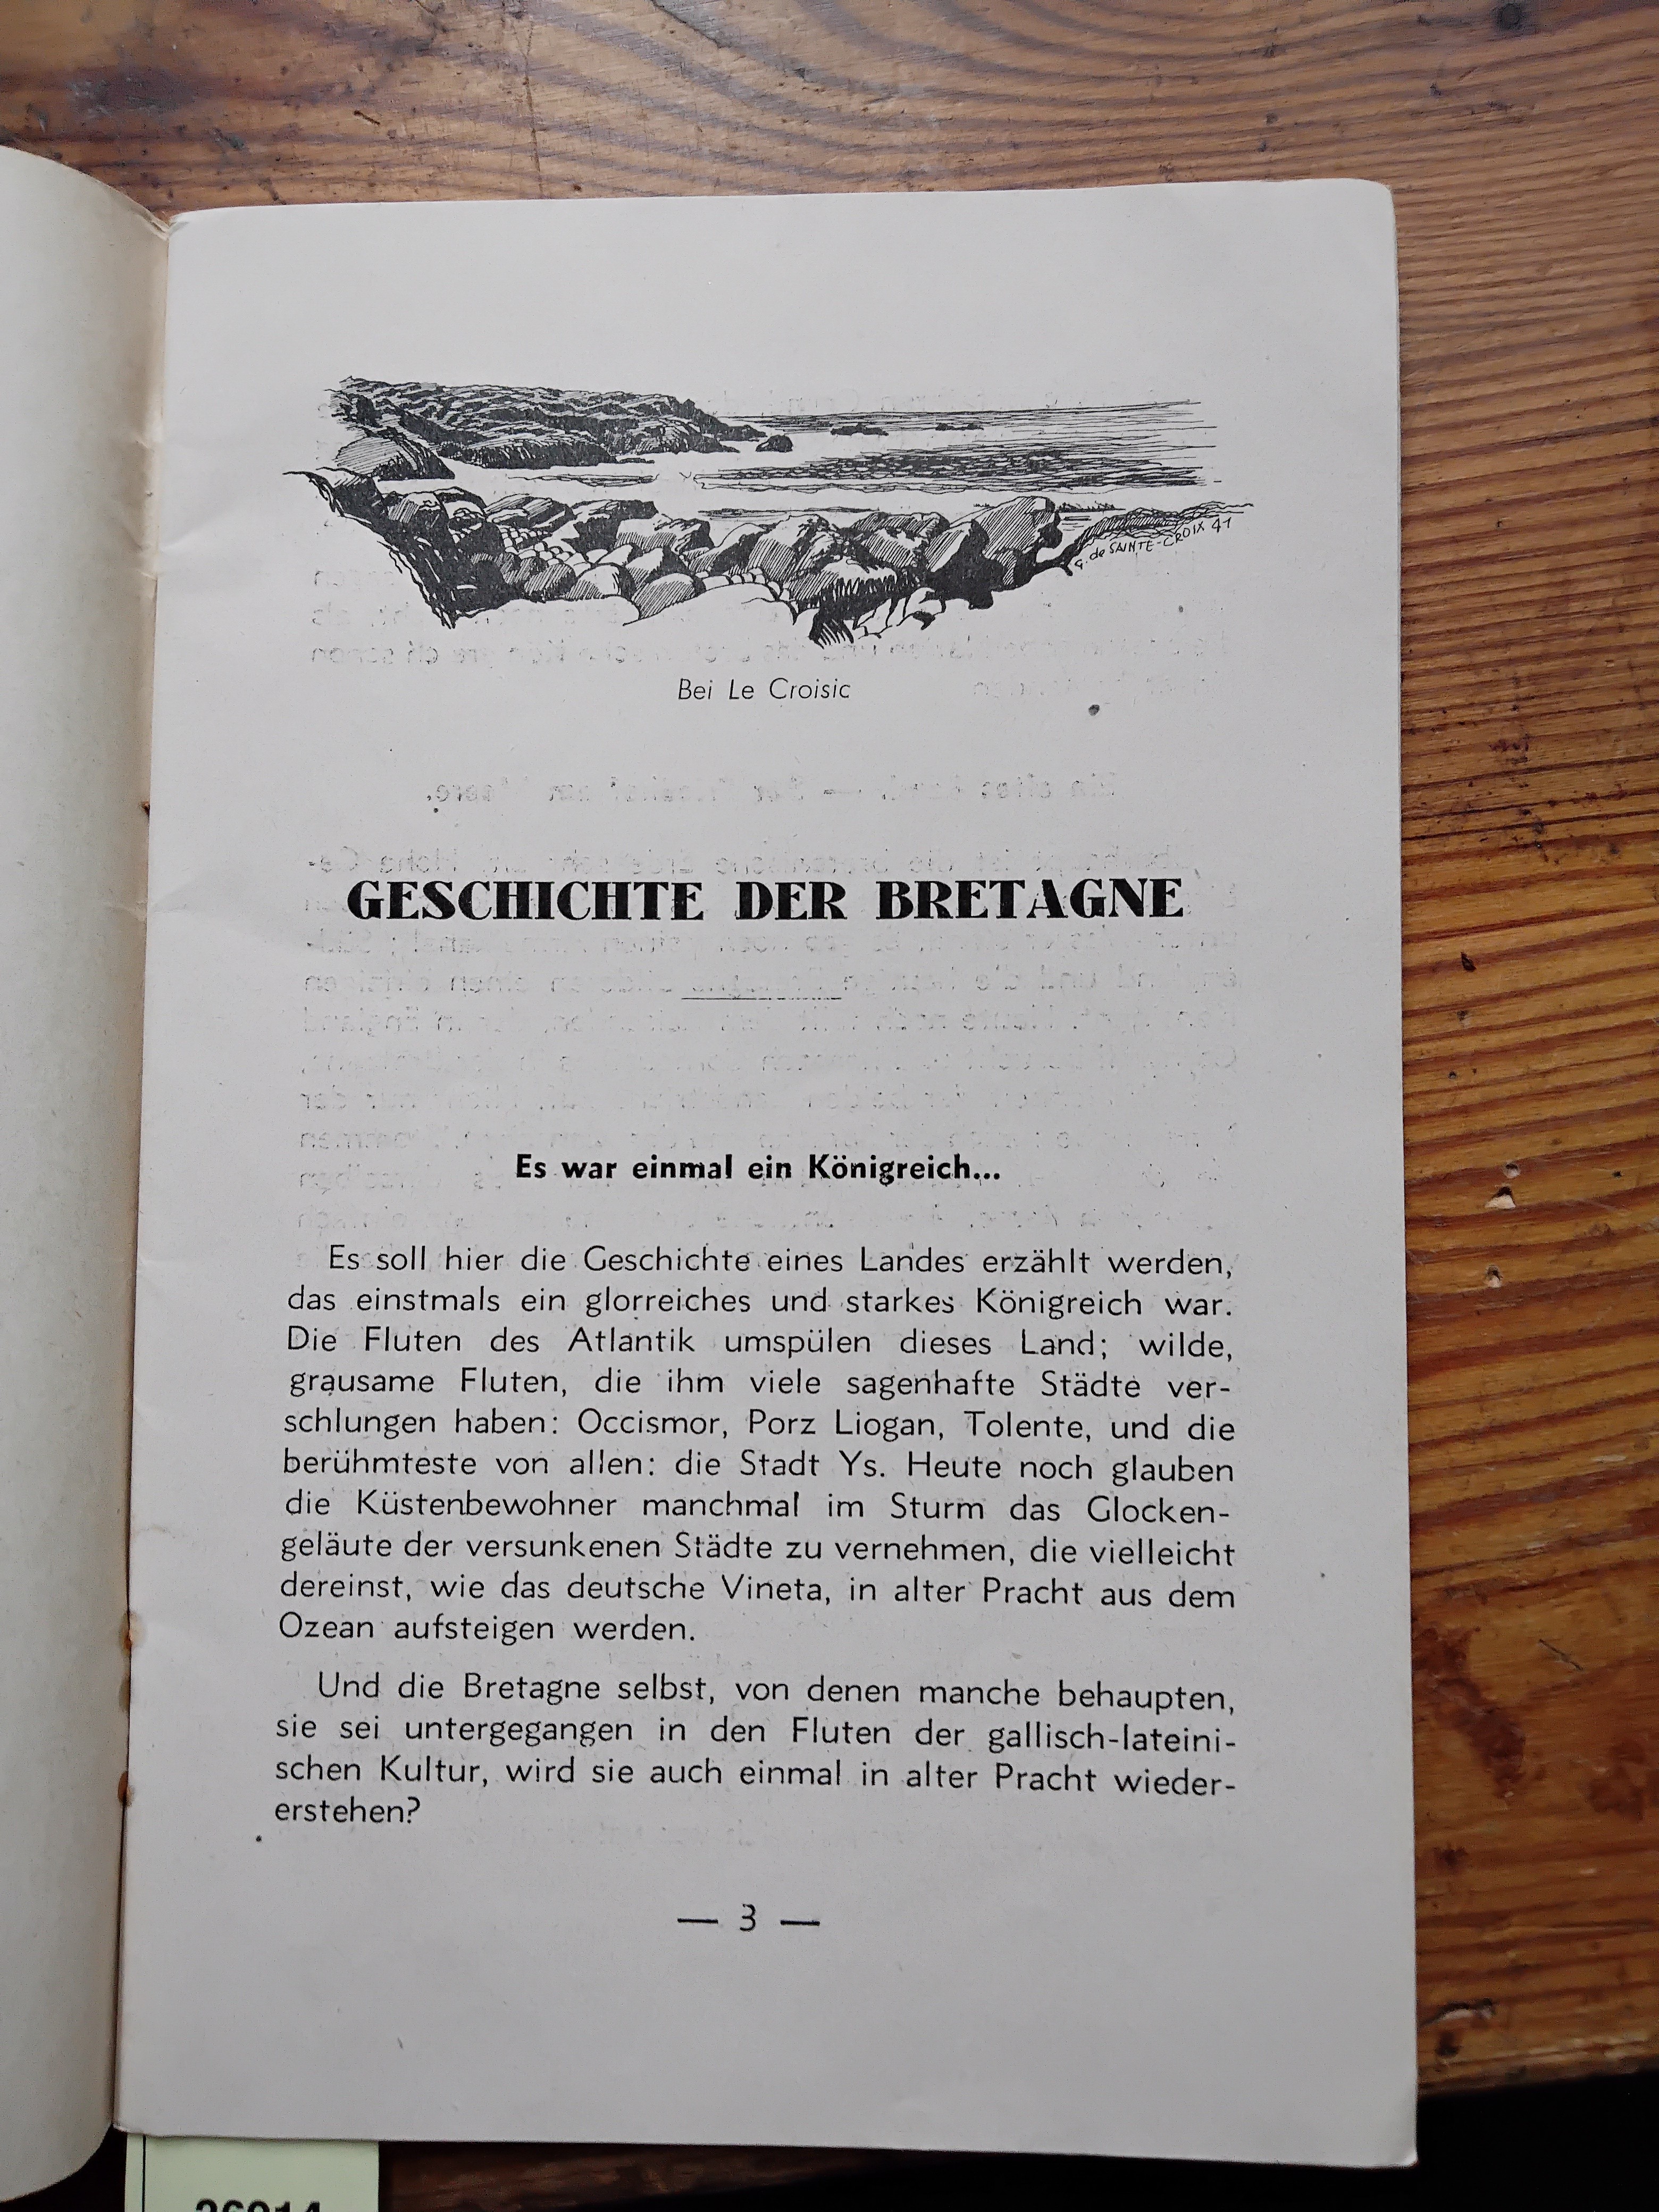 G. de SAINTE-CROIX 41
Bei Le Croisic
GESCHICHTE DER BRETAGNE
Es war einmal ein Königreich...
Es soll hier die Geschichte eines Landes erzählt werden,
das einstmals ein glorreiches und starkes Königreich war.
Die Fluten des Atlantik umspülen dieses Land; wilde,
grausame Fluten, die ihm viele sagenhafte Städte ver-
schlungen haben: Occismor, Porz Liogan, Tolente, und die
berühmteste von allen: die Stadt Ys. Heute noch glauben
die Küstenbewohner manchmal im Sturm das Glocken-
geläute der versunkenen Städte zu vernehmen, die vielleicht
dereinst, wie das deutsche Vineta, in alter Pracht aus dem
Ozean aufsteigen werden.
Und die Bretagne selbst, von denen manche behaupten,
sie sei untergegangen in den Fluten der gallisch-lateini-
schen Kultur, wird sie auch einmal in alter Pracht wieder-
erstehen?
— 3 —